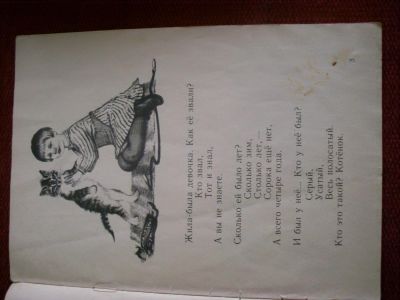 Жила-была девочка. Как её звали?
Кто звал,
Тот и знал.
А вы не знаете.
Сколько ей было лет?
Сколько зим,
Столько лет, —
Сорока ещё нет,
А всего четыре года.
И был у неё... Кто у неё был?
Серый,
Усатый,
Весь полосатый.
Кто это такой? Котёнок.
3